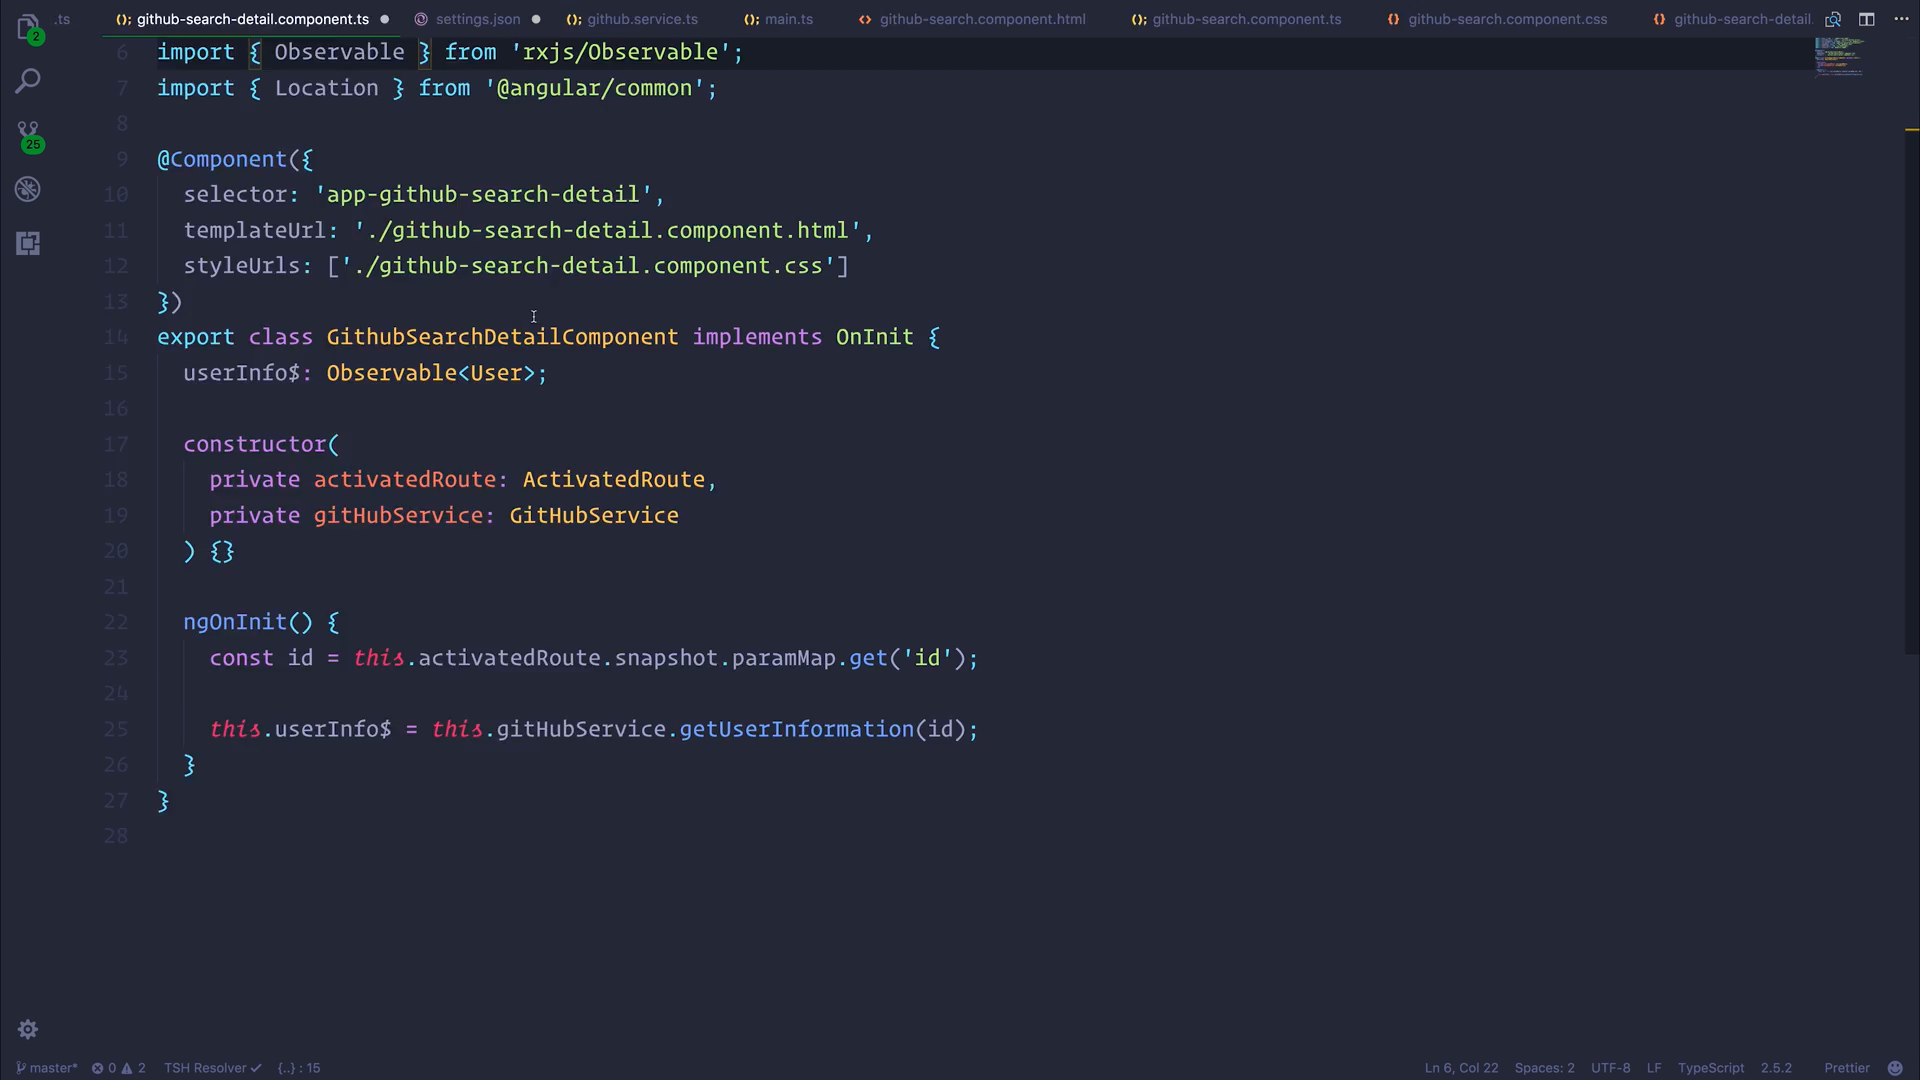 .ts github-search-detail.component.ts settings.json github.service.ts main.ts github-search.component.html github-search.component.ts github-search.component.css github-search-detail. ...
2
25
6 import { Observable } from 'rxjs/Observable';
7 import { Location } from '@angular/common';
8
9 @Component({
10 selector: 'app-github-search-detail',
11 templateUrl: './github-search-detail.component.html',
12 styleUrls: ['./github-search-detail.component.css']
13 })
14 export class GithubSearchDetailComponent implements OnInit {
15 userInfo$: Observable<User>;
16
17 constructor(
18 private activatedRoute: ActivatedRoute,
19 private gitHubService: GitHubService
20 ) {}
21
22 ngOnInit() {
23 const id = this.activatedRoute.snapshot.paramMap.get('id');
24
25 this.userInfo$ = this.gitHubService.getUserInformation(id);
26 }
27 }
28
master* 0 2 TSH Resolver ✓ {..} : 15 Ln 6, Col 22 Spaces: 2 UTF-8 LF TypeScript 2.5.2 Prettier